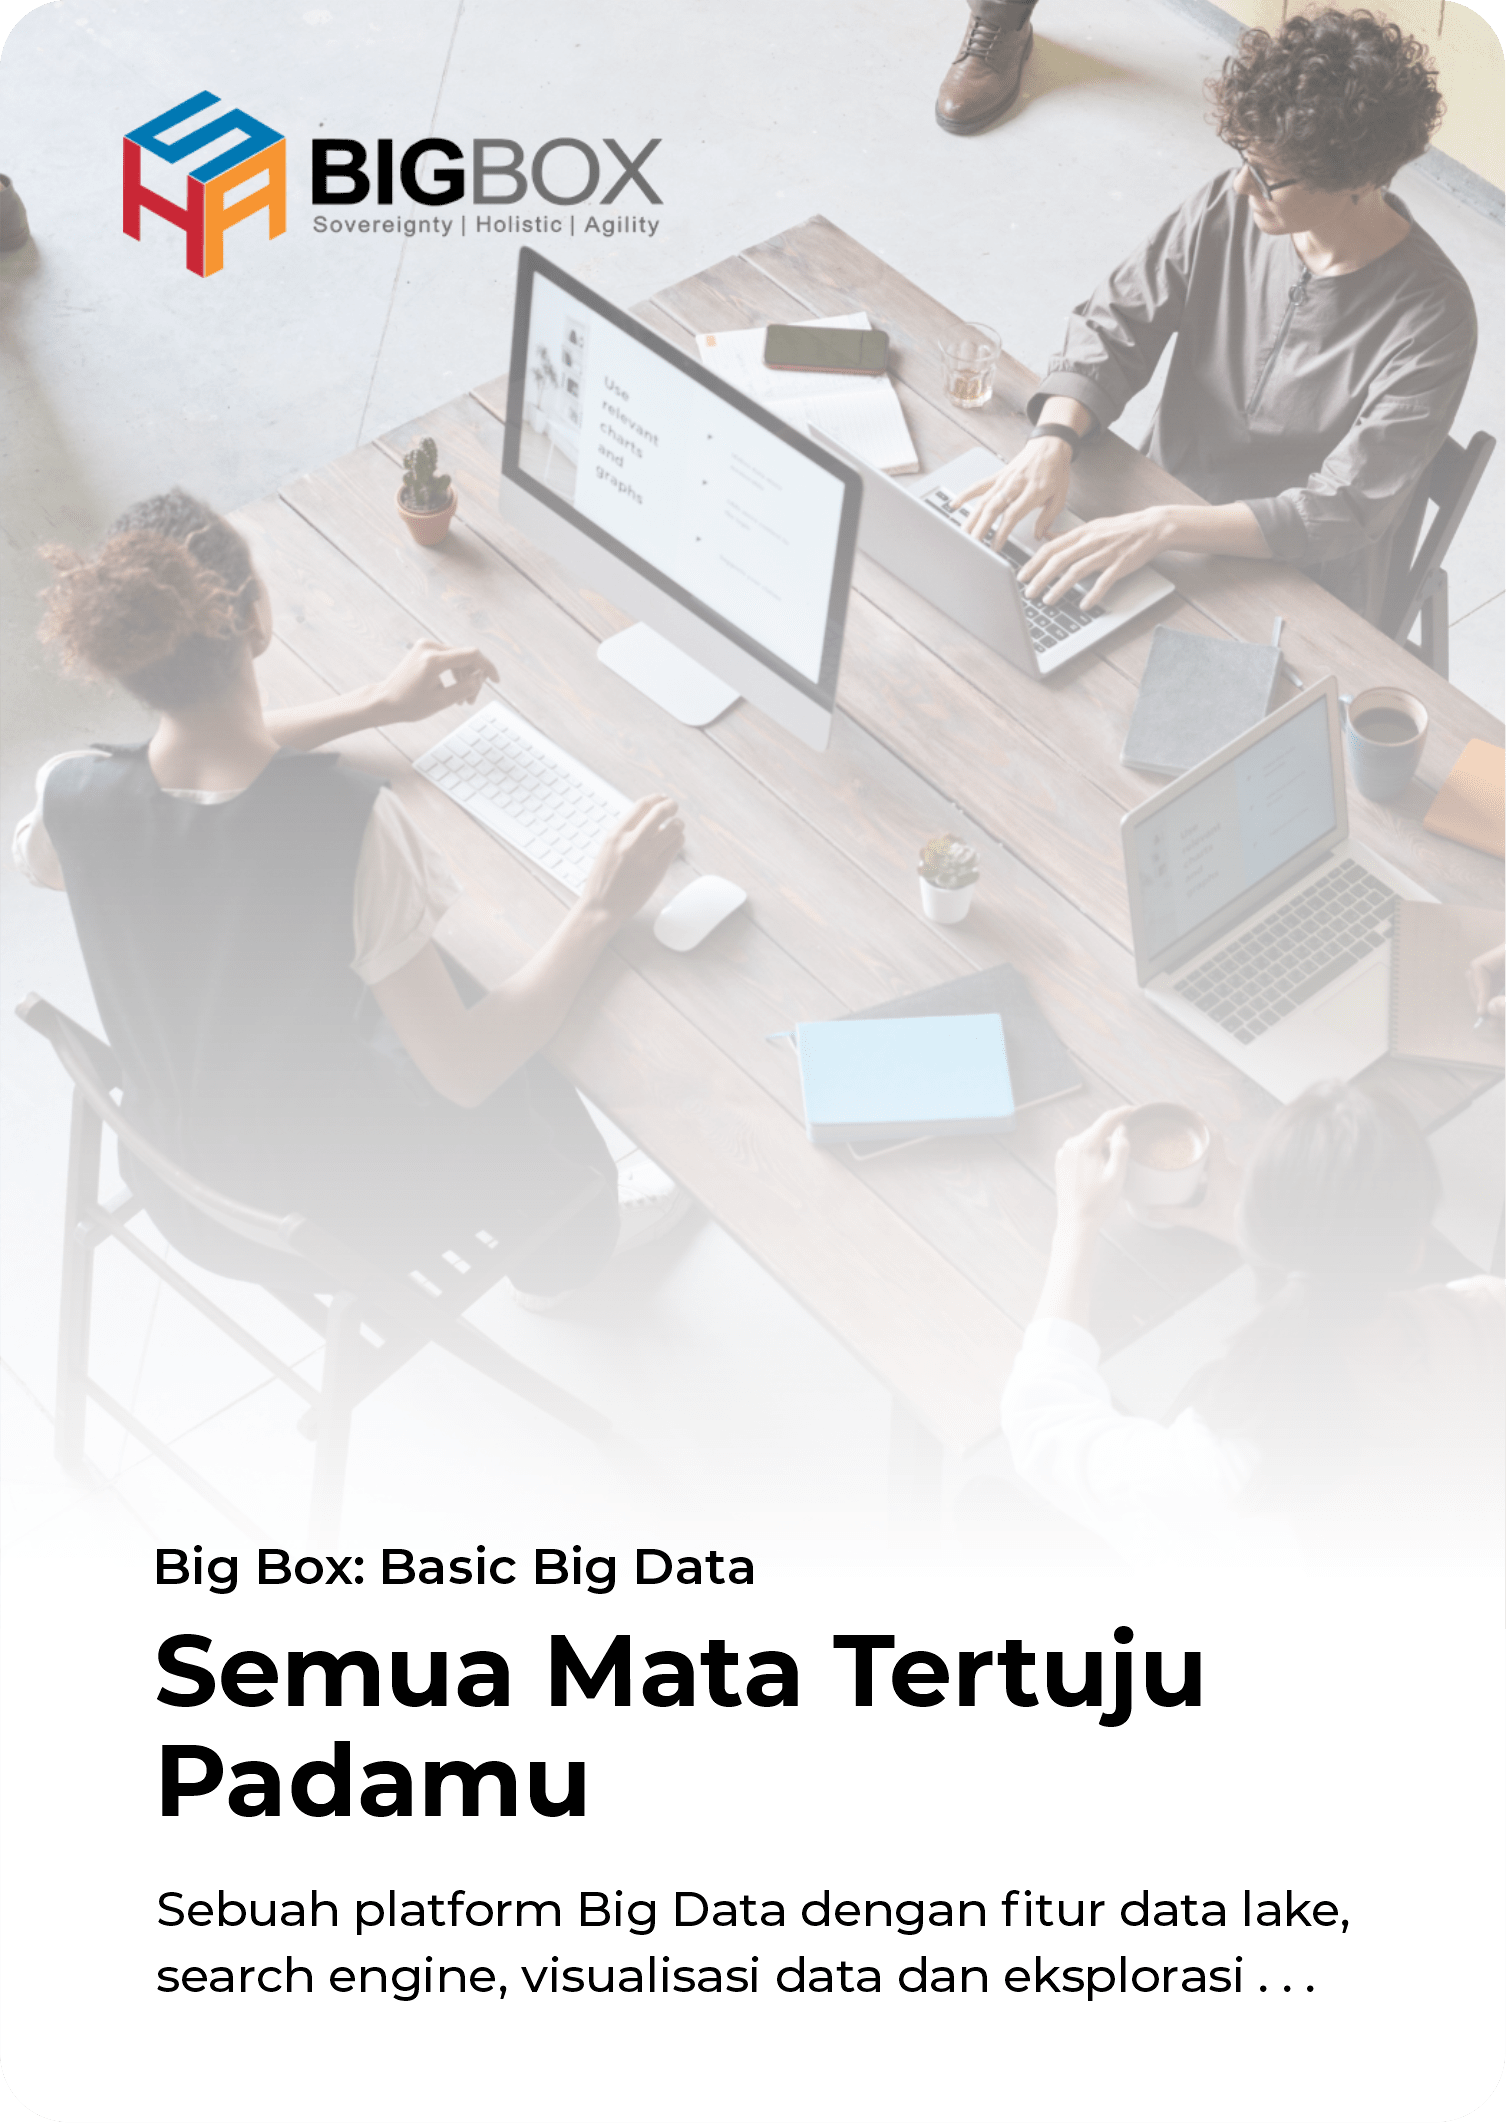 BIGBOX
Sovereignty | Holistic | Agility
Use
relevant
charts
and
graphs
Big Box: Basic Big Data
Semua Mata Tertuju
Padamu
Sebuah platform Big Data dengan fitur data lake,
search engine, visualisasi data dan eksplorasi . . .